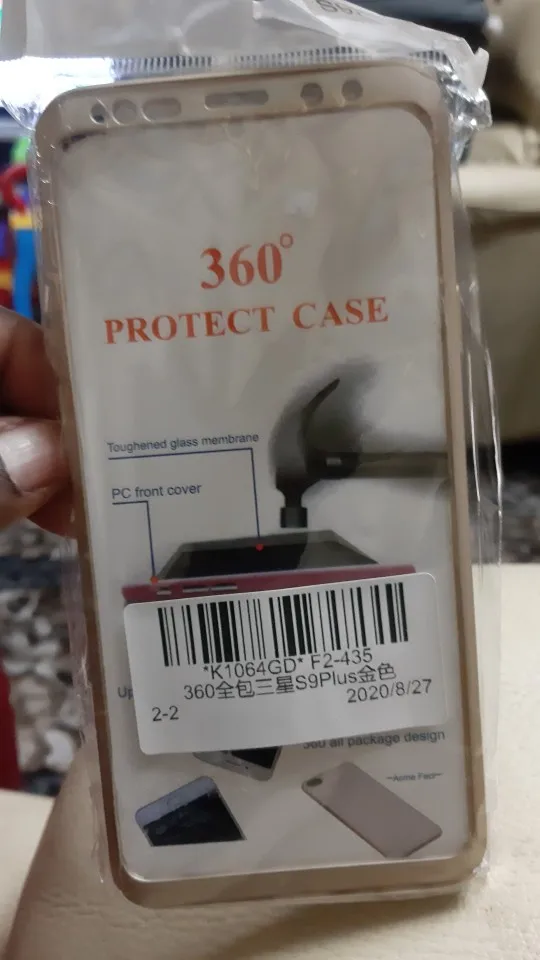 360°
PROTECT CASE
Toughened glass membrane
PC front cover
*K1064GD* F2-435
360全包三星S9Plus金色
2-2
2020/8/27
Up
360 all package design